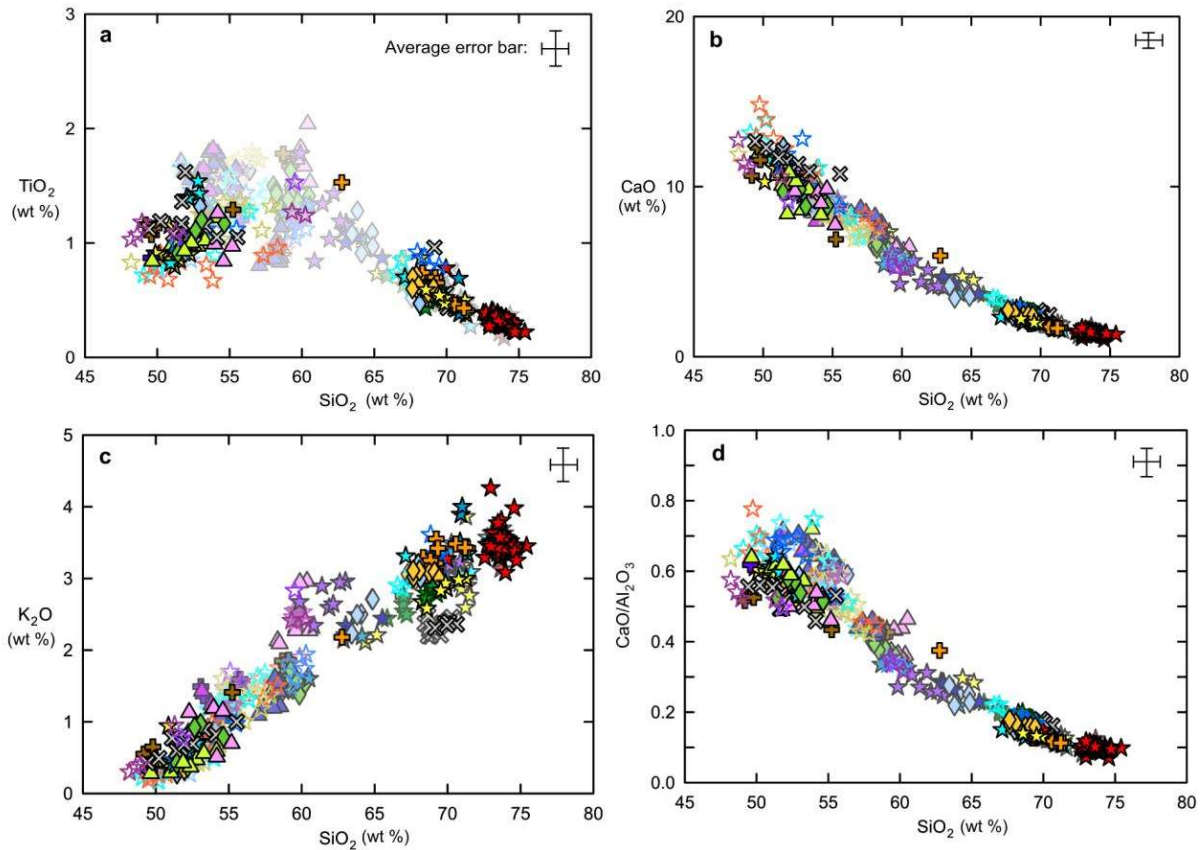 3
a
Average error bar:
2
TiO2
(wt %)
1
0
45 50 55 60 65 70 75 80
SiO2 (wt %)
20
b
CaO
(wt %)
10
0
45 50 55 60 65 70 75 80
SiO2 (wt %)
5
c
4
3
K2O
(wt %)
2
1
0
45 50 55 60 65 70 75 80
SiO2 (wt %)
1.0
d
0.8
0.6
CaO/Al2O3
0.4
0.2
0.0
45 50 55 60 65 70 75 80
SiO2 (wt %)